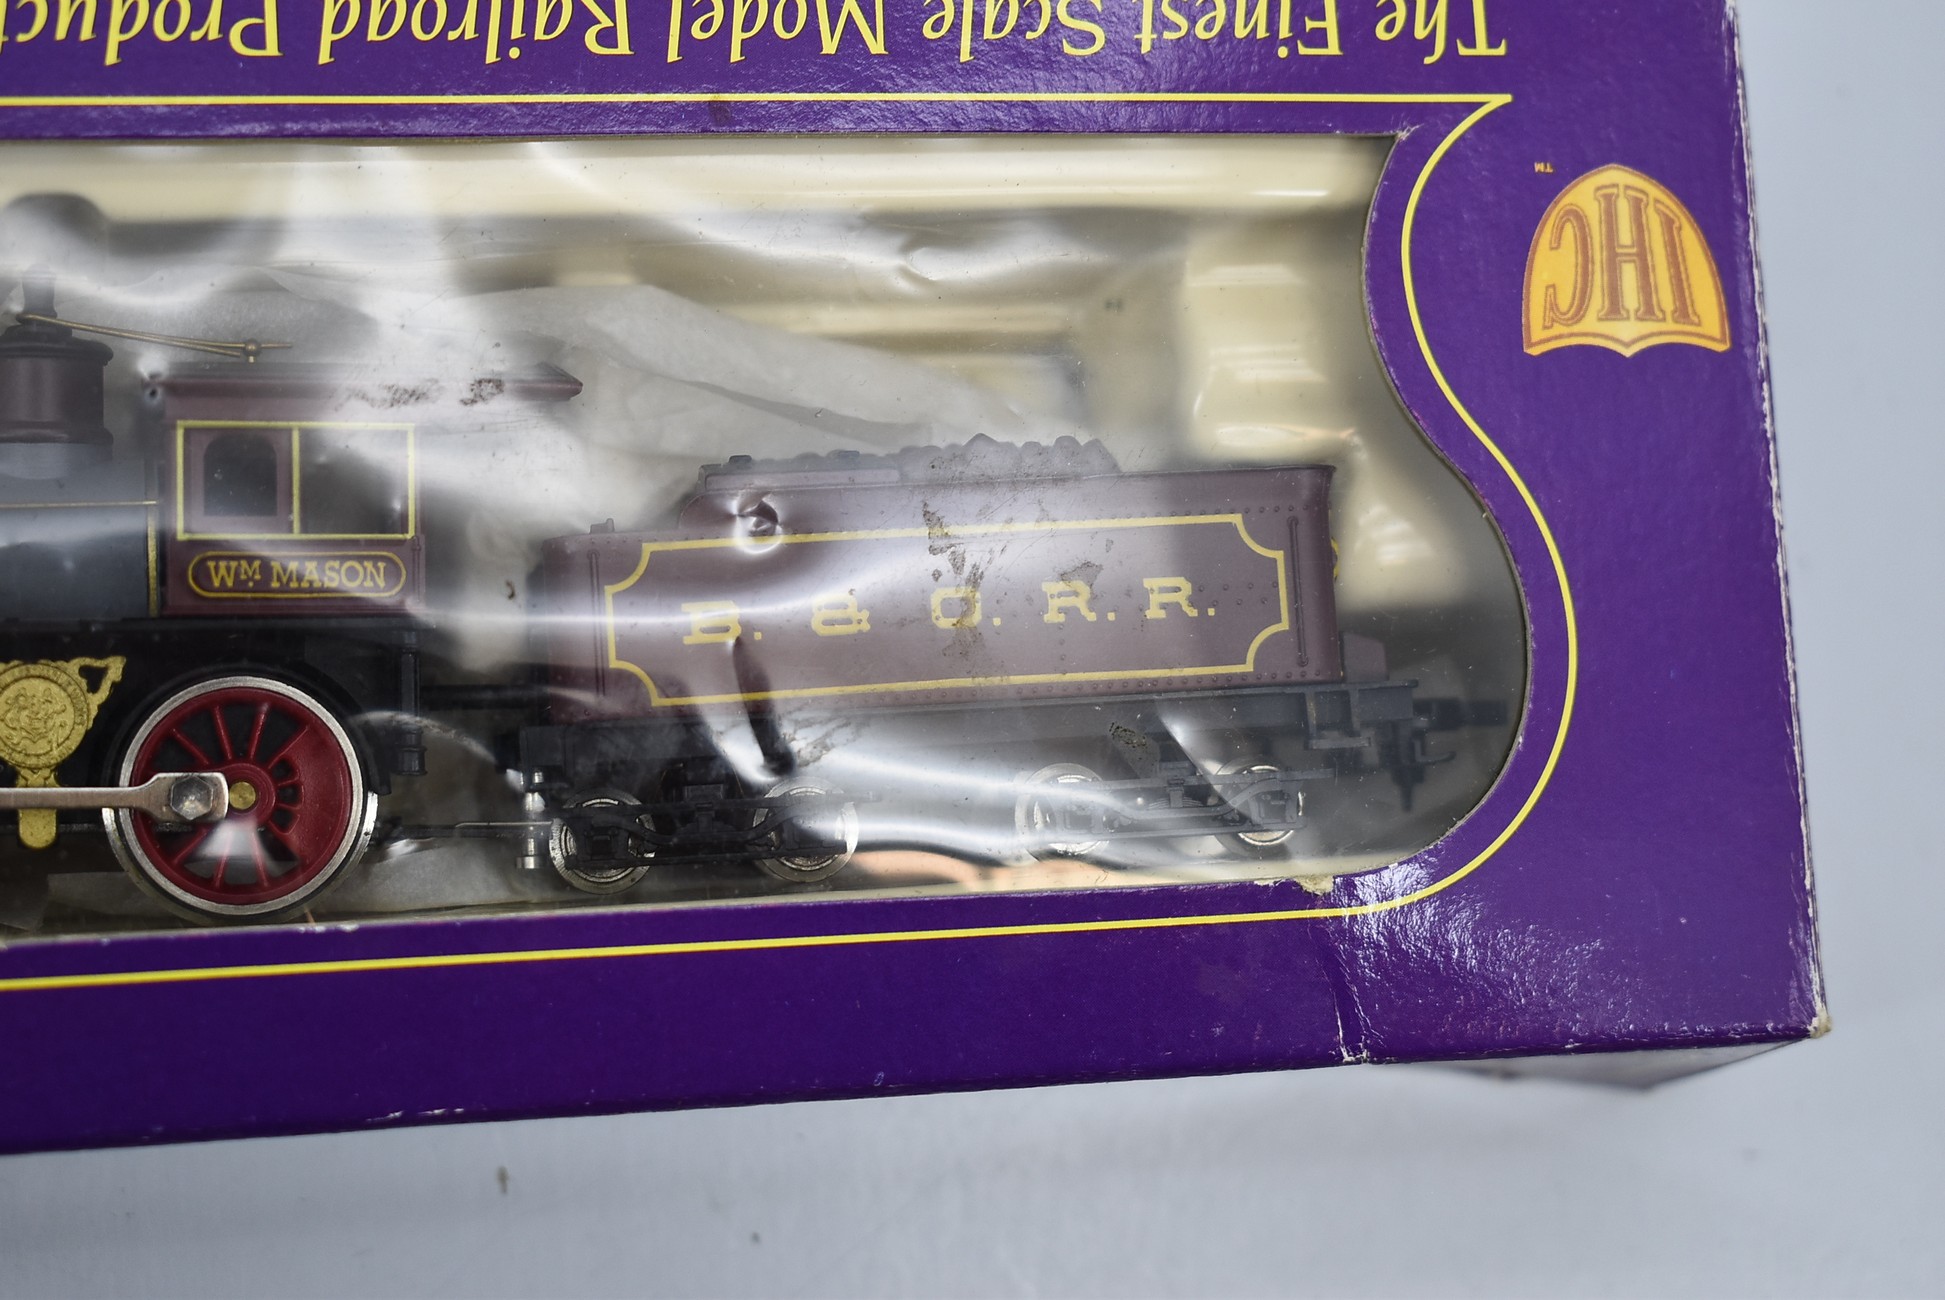 The Finest Scale Model Railroad Product
IHC
TM
WM MASON
B. & O. R. R.